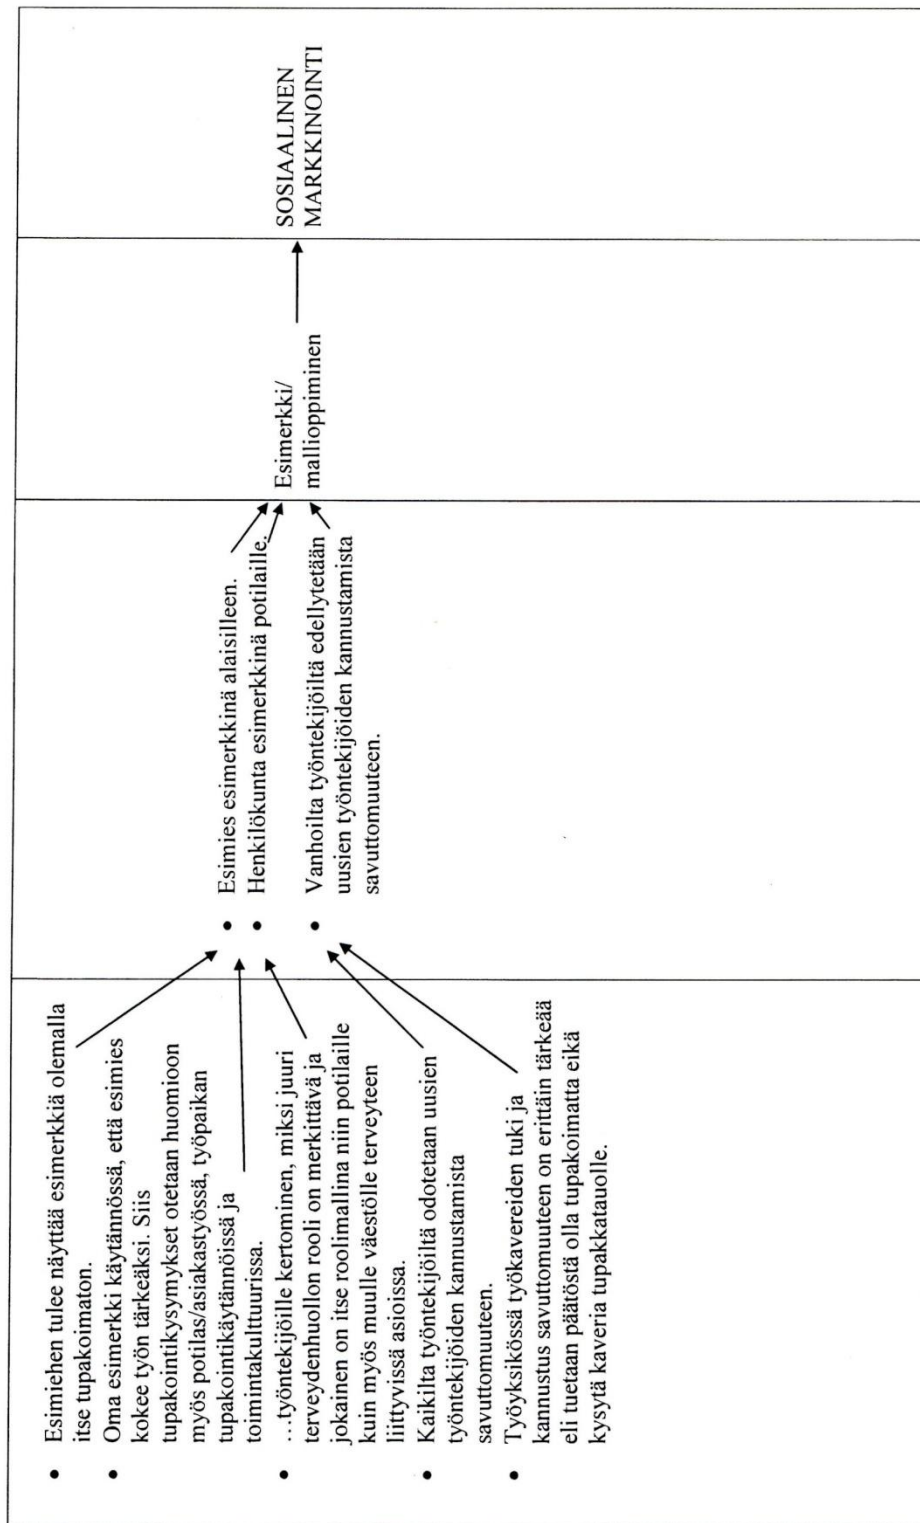 • Esimiehen tulee näyttää esimerkkiä olemalla
itse tupakoimaton.
• Oma esimerkki käytännössä, että esimies
kokee työn tärkeäksi. Siis
tupakointikysymykset otetaan huomioon
myös potilas/asiakastyössä, työpaikan
tupakointikäytännöissä ja
toimintakulttuurissa.
• …työntekijöille kertominen, miksi juuri
terveydenhuollon rooli on merkittävä ja
jokainen on itse roolimallina niin potilaille
kuin myös muulle väestölle terveyteen
liittyvissä asioissa.
• Kaikilta työntekijöiltä odotetaan uusien
työntekijöiden kannustamista
savuttomuuteen.
• Työyksikössä työkavereiden tuki ja
kannustus savuttomuuteen on erittäin tärkeää
eli tuetaan päätöstä olla tupakoimatta eikä
kysytä kaveria tupakkatauolle.
• Esimies esimerkkinä alaisilleen.
• Henkilökunta esimerkkinä potilaille.
• Vanhoilta työntekijöiltä edellytetään
uusien työntekijöiden kannustamista
savuttomuuteen.
Esimerkki/
mallioppiminen
SOSIAALINEN
MARKKINOINTI